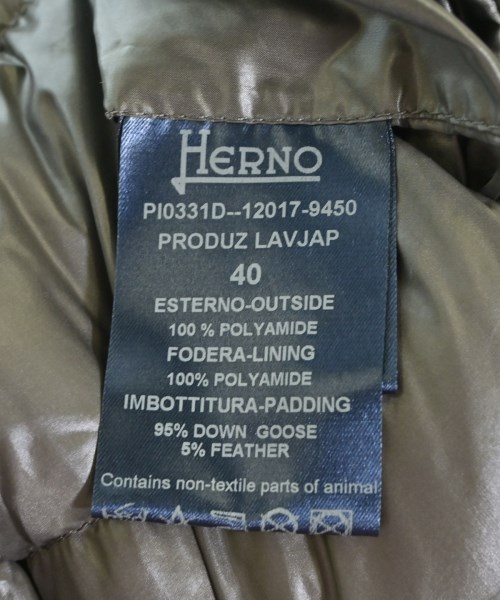 HERNO
PI0331D--12017-9450
PRODUZ LAVJAP
40
ESTERNO-OUTSIDE
100 % POLYAMIDE
FODERA-LINING
100% POLYAMIDE
IMBOTTITURA-PADDING
95% DOWN GOOSE
5% FEATHER
Contains non-textile parts of animal